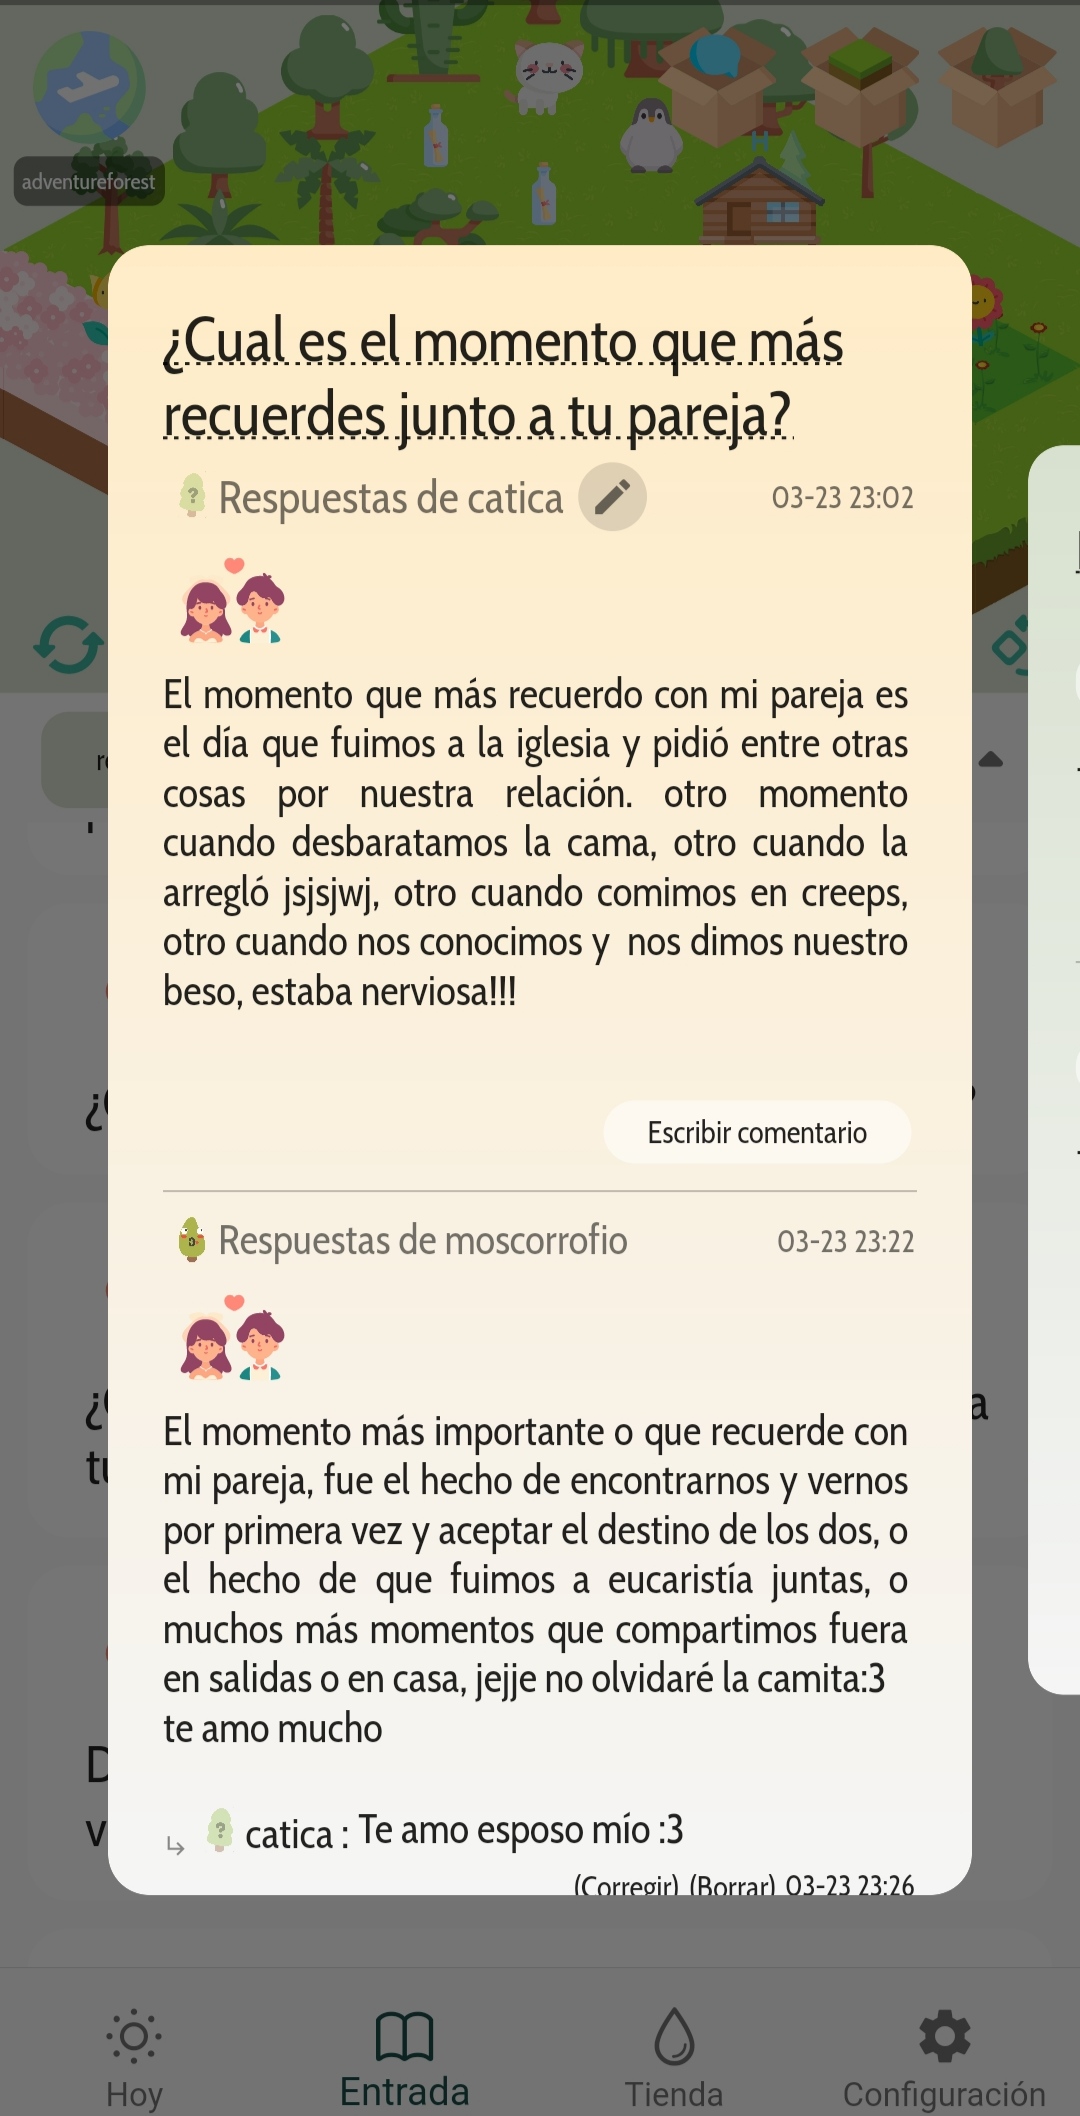 adventureforest
¿Cual es el momento que más
recuerdes junto a tu pareja?
Respuestas de catica
03-23 23:02
El momento que más recuerdo con mi pareja es
el día que fuimos a la iglesia y pidió entre otras
cosas por nuestra relación. otro momento
cuando desbaratamos la cama, otro cuando la
arregló jsjsjwj, otro cuando comimos en creeps,
otro cuando nos conocimos y  nos dimos nuestro
beso, estaba nerviosa!!!
Escribir comentario
Respuestas de moscorrofio
03-23 23:22
El momento más importante o que recuerde con
mi pareja, fue el hecho de encontrarnos y vernos
por primera vez y aceptar el destino de los dos, o
el hecho de que fuimos a eucaristía juntas, o
muchos más momentos que compartimos fuera
en salidas o en casa, jejje no olvidaré la camita:3
te amo mucho
catica : Te amo esposo mío :3
(Corregir) (Borrar) 03-23 23:26
Hoy
Entrada
Tienda
Configuración